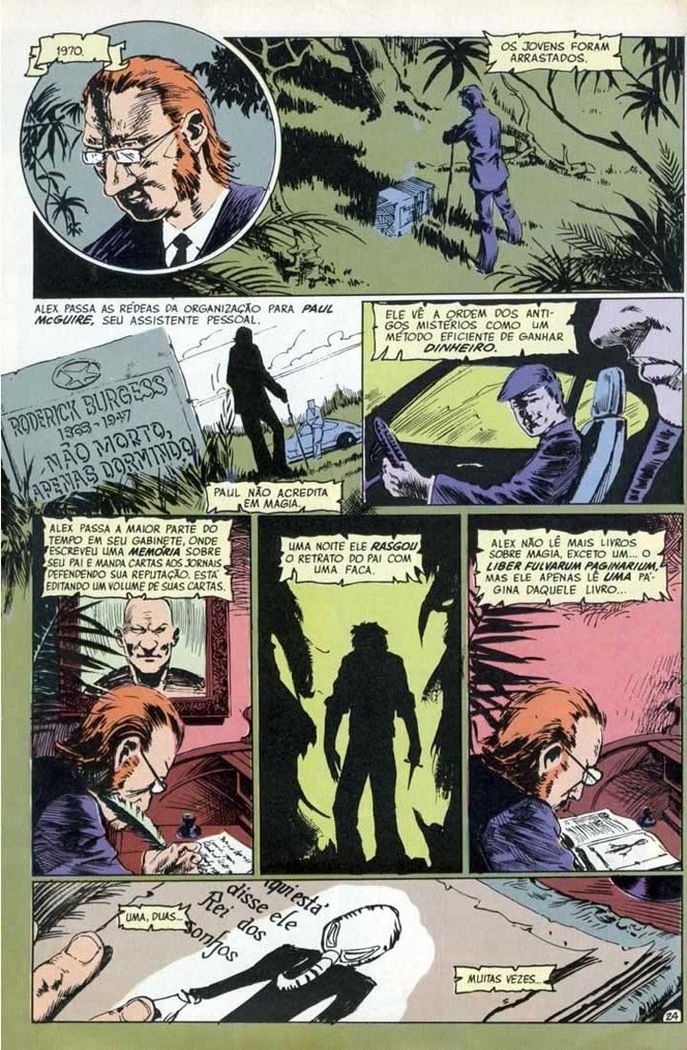 1970.
OS JOVENS FORAM
ARRASTADOS.
ALEX PASSA AS RÉDEAS DA ORGANIZAÇÃO PARA PAUL
McGUIRE, SEU ASSISTENTE PESSOAL.
RODERICK BURGESS
1863-1947
NÃO MORTO,
APENAS DORMINDO
PAUL NÃO ACREDITA
EM MAGIA.
ELE VÊ A ORDEM DOS ANTI-
GOS MISTÉRIOS COMO UM
MÉTODO EFICIENTE DE GANHAR
DINHEIRO.
ALEX PASSA A MAIOR PARTE DO
TEMPO EM SEU GABINETE, ONDE
ESCREVEU UMA MEMÓRIA SOBRE
SEU PAI E MANDA CARTAS AOS JORNAIS
DEFENDENDO SUA REPUTAÇÃO. ESTÁ
EDITANDO UM VOLUME DE SUAS CARTAS.
UMA NOITE ELE RASGOU
O RETRATO DO PAI COM
UMA FACA.
ALEX NÃO LÊ MAIS LIVROS
SOBRE MAGIA, EXCETO UM... O
LIBER FULVARUM PAGINARIUM,
MAS ELE APENAS LÊ UMA PÁ-
GINA DAQUELE LIVRO...
UMA, DUAS...
aqui está
disse ele
Rei dos
sonhos
MUITAS VEZES...
24